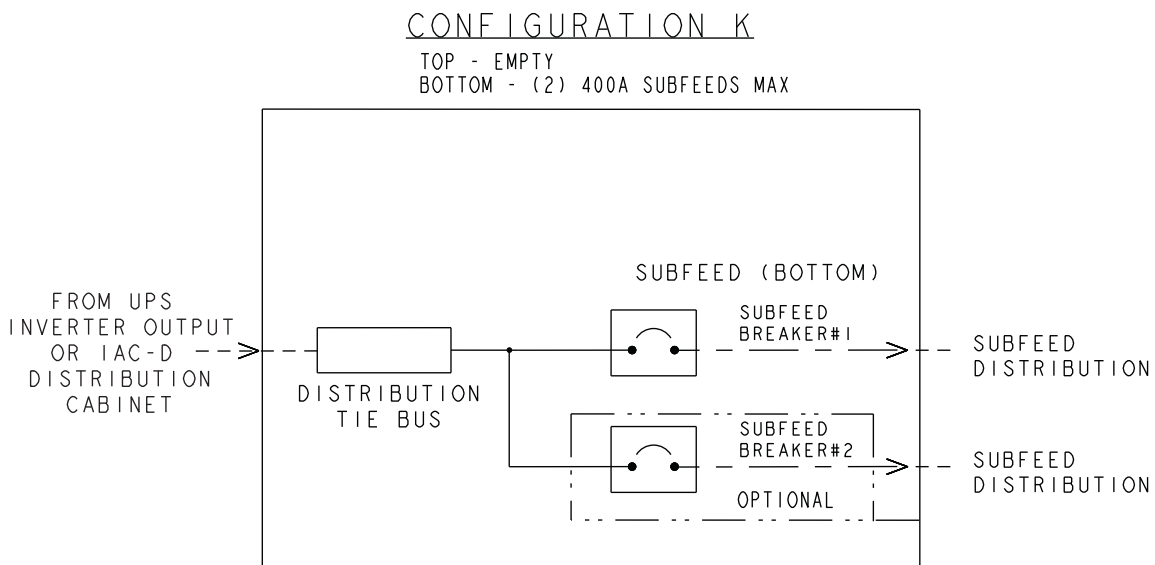 CONFIGURATION K
TOP - EMPTY
BOTTOM - (2) 400A SUBFEEDS MAX
SUBFEED (BOTTOM)
FROM UPS
INVERTER OUTPUT
OR IAC-D
DISTRIBUTION
CABINET
DISTRIBUTION
TIE BUS
SUBFEED
BREAKER#1
SUBFEED
DISTRIBUTION
SUBFEED
BREAKER#2
OPTIONAL
SUBFEED
DISTRIBUTION